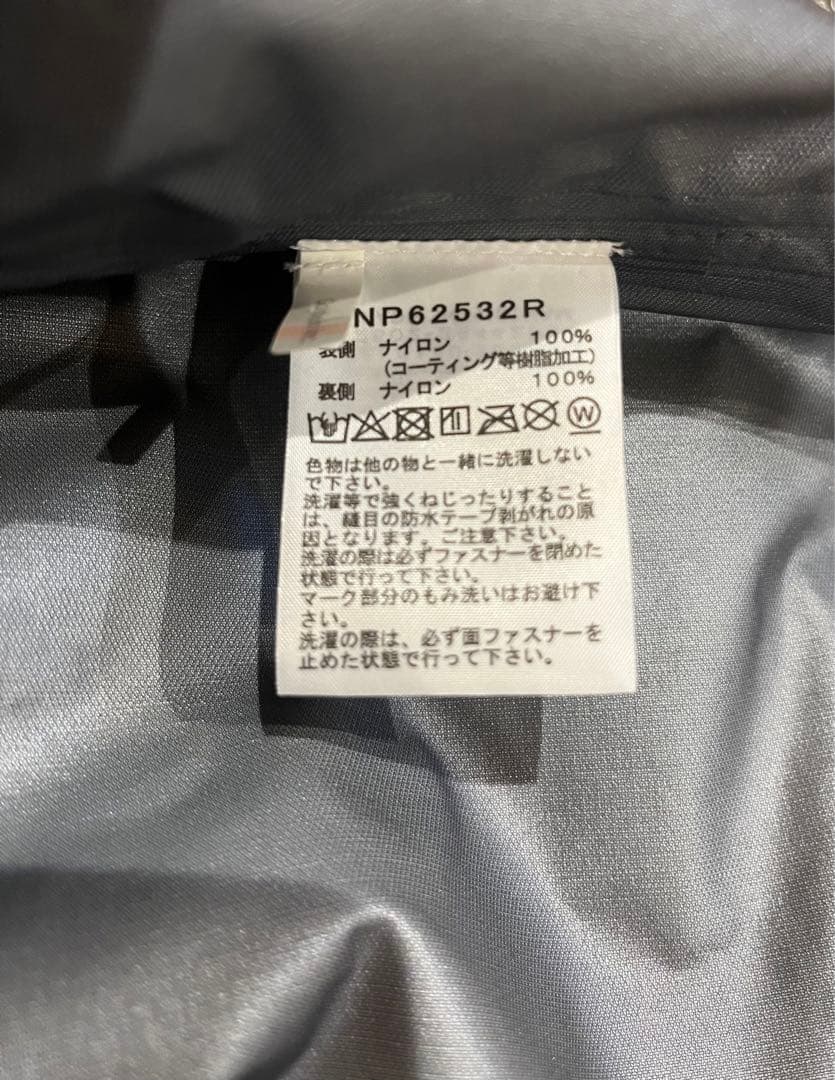 NP62532R
表側 ナイロン 100%
(コーティング等樹脂加工)
裏側 ナイロン 100%
W
色物は他の物と一緒に洗濯しない
で下さい。
洗濯等で強くねじったりすること
は、縫目の防水テープ剥がれの原
因となります。ご注意下さい。
洗濯の際は必ずファスナーを閉めた
状態で行って下さい。
マーク部分のもみ洗いはお避け下
さい。
洗濯の際は、必ず面ファスナーを
止めた状態で行って下さい。